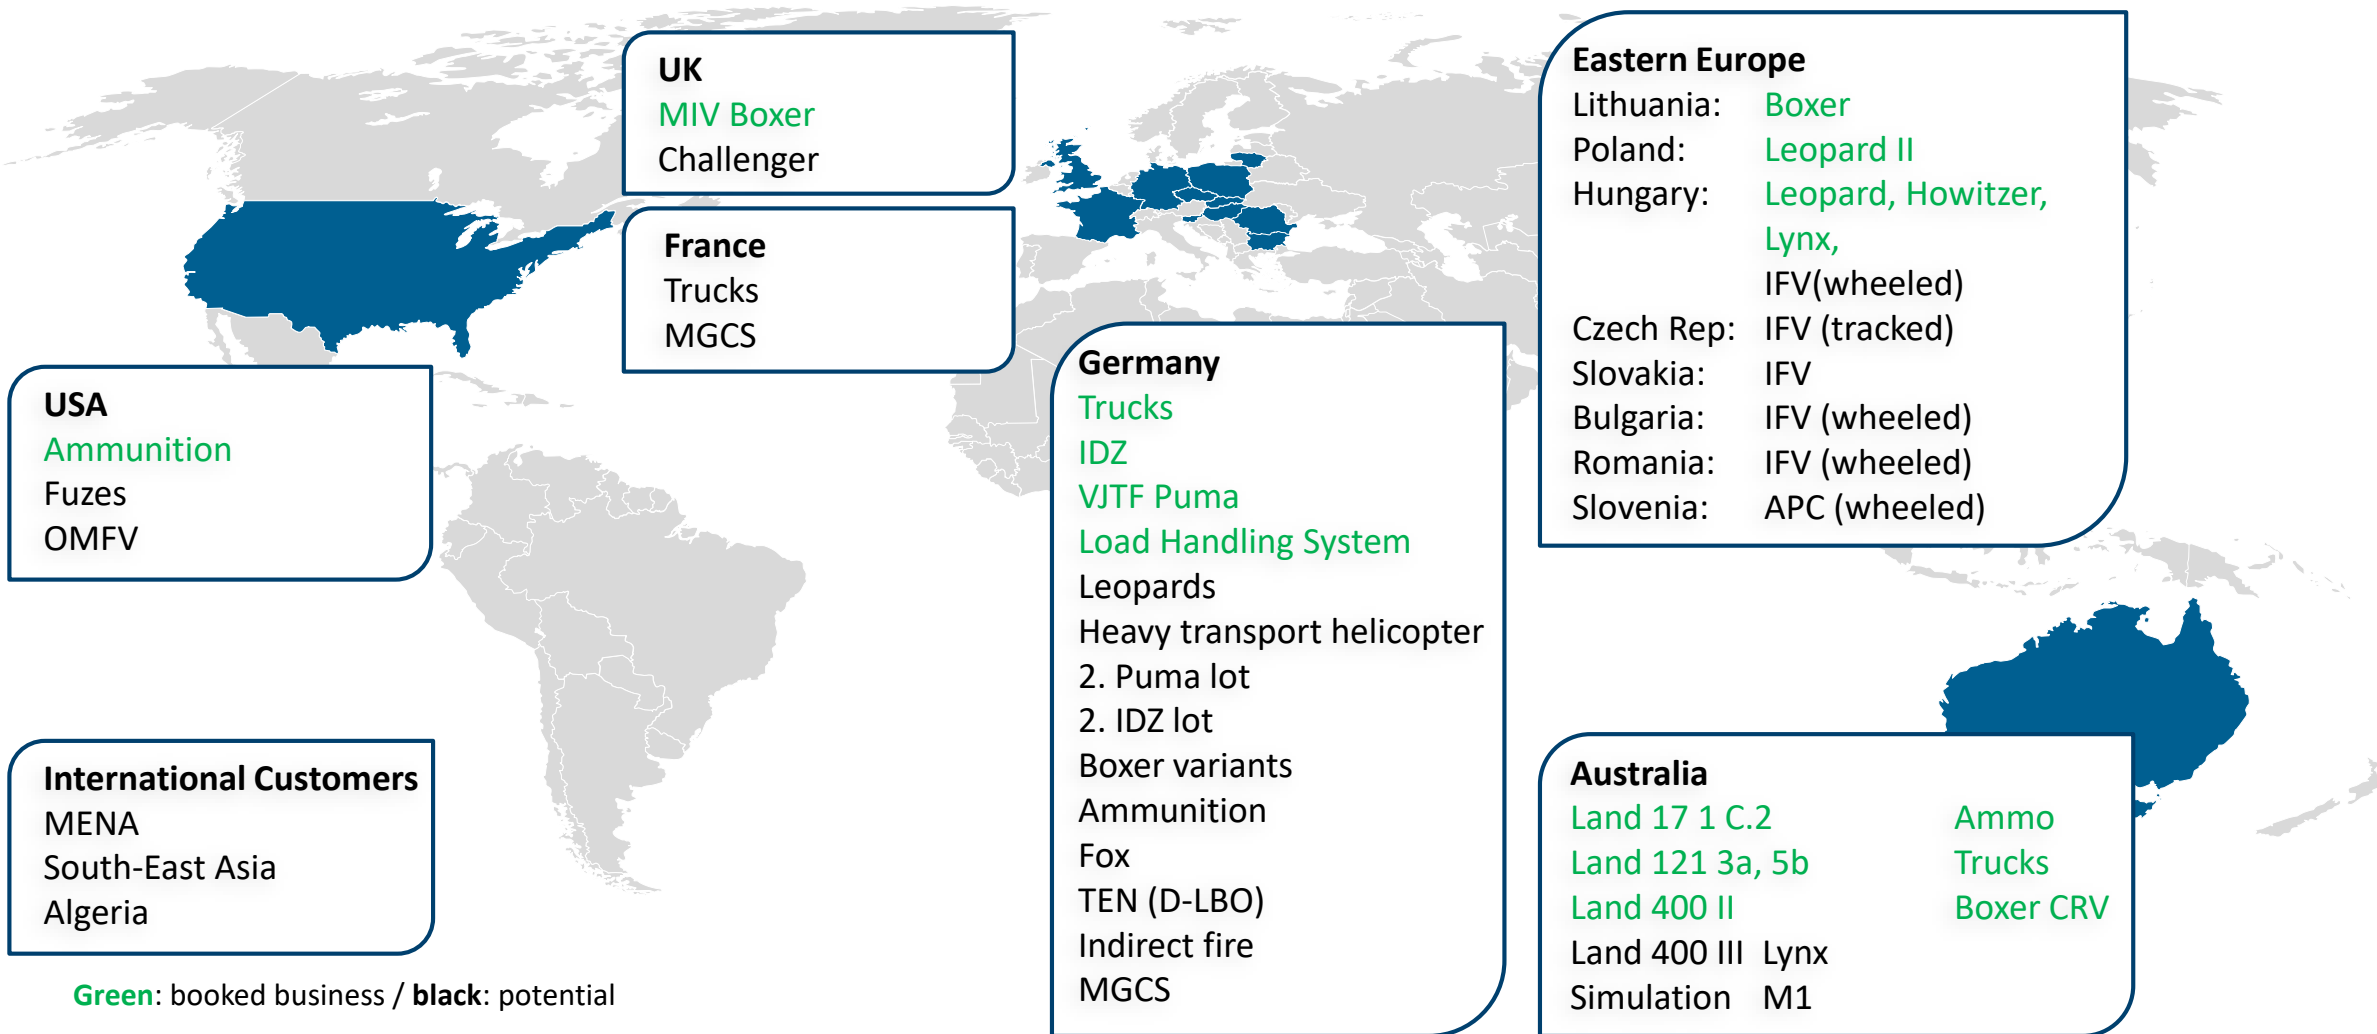 UK
MIV Boxer
Challenger
France
Trucks
MGCS
USA
Ammunition
Fuzes
OMFV
International Customers
MENA
South-East Asia
Algeria
Green: booked business / black: potential
Germany
Trucks
IDZ
VJTF Puma
Load Handling System
Leopards
Heavy transport helicopter
2. Puma lot
2. IDZ lot
Boxer variants
Ammunition
Fox
TEN (D-LBO)
Indirect fire
MGCS
Eastern Europe
Lithuania: Boxer
Poland: Leopard II
Hungary: Leopard, Howitzer,
Lynx,
IFV(wheeled)
Czech Rep: IFV (tracked)
Slovakia: IFV
Bulgaria: IFV (wheeled)
Romania: IFV (wheeled)
Slovenia: APC (wheeled)
Australia
Land 17 1 C.2 Ammo
Land 121 3a, 5b Trucks
Land 400 II Boxer CRV
Land 400 III Lynx
Simulation M1